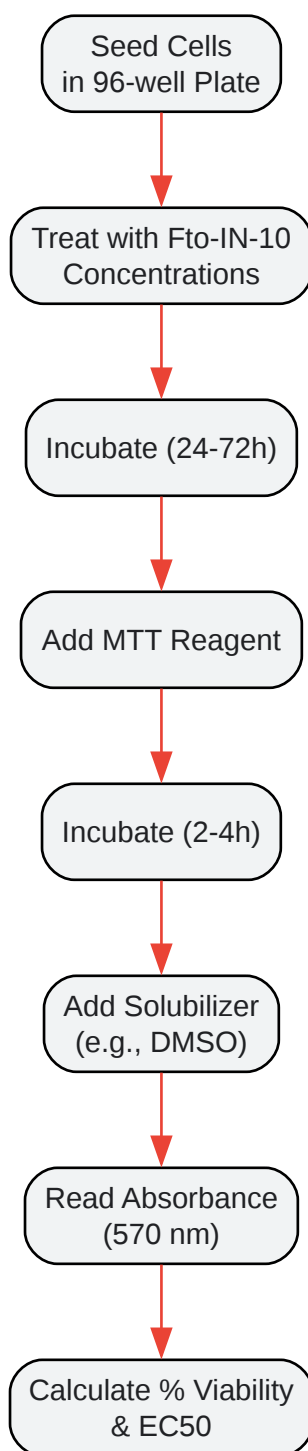 Seed Cells
in 96-well Plate
Treat with Fto-IN-10
Concentrations
Incubate (24-72h)
Add MTT Reagent
Incubate (2-4h)
Add Solubilizer
(e.g., DMSO)
Read Absorbance
(570 nm)
Calculate % Viability
& EC50